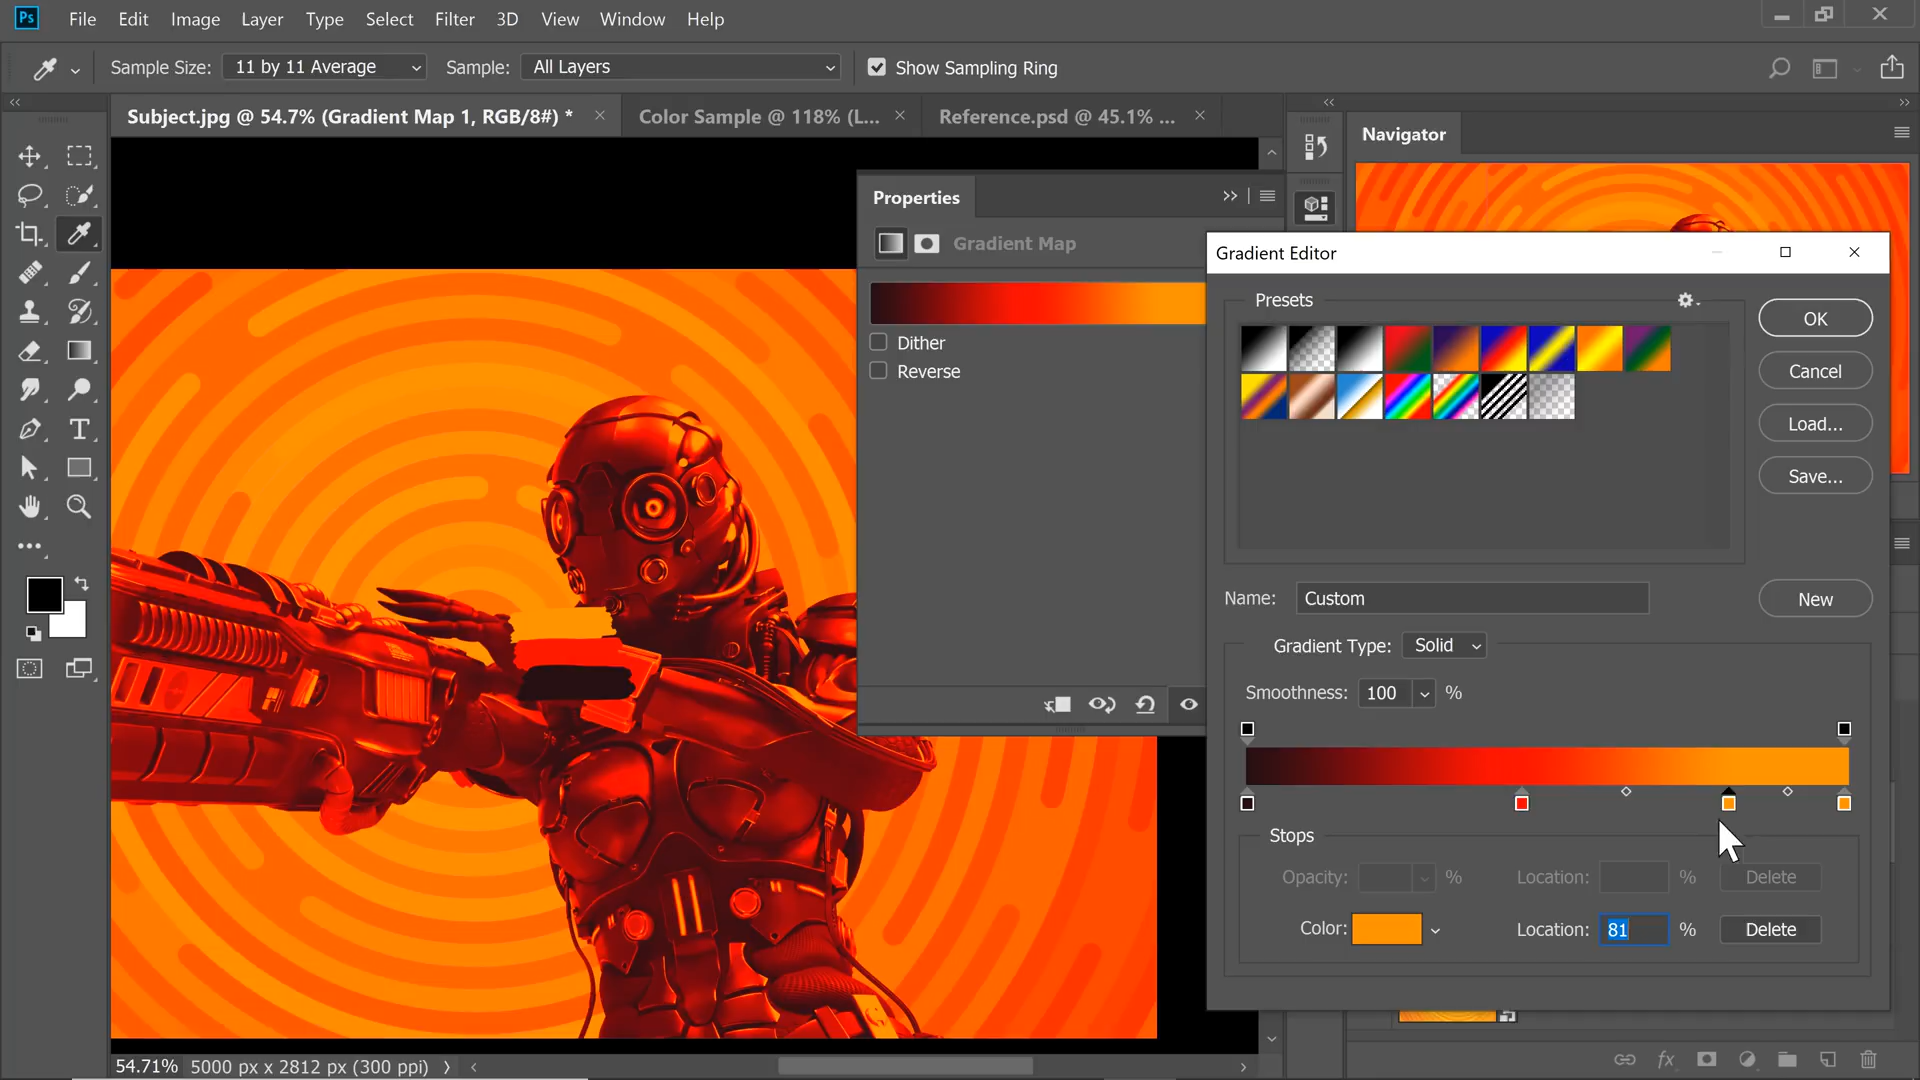 Ps File Edit Image Layer Type Select Filter 3D View Window Help
Sample Size: 11 by 11 Average Sample: All Layers Show Sampling Ring
Subject.jpg @ 54.7% (Gradient Map 1, RGB/8#) * Color Sample @ 118% (L... Reference.psd @ 45.1% ...
Navigator
Properties
Gradient Map
Dither
Reverse
Gradient Editor
Presets
OK
Cancel
Load...
Save...
Name: Custom
New
Gradient Type: Solid
Smoothness: 100 %
Stops
Opacity: % Location: % Delete
Color: Location: 81 % Delete
54.71% 5000 px x 2812 px (300 ppi)
fx